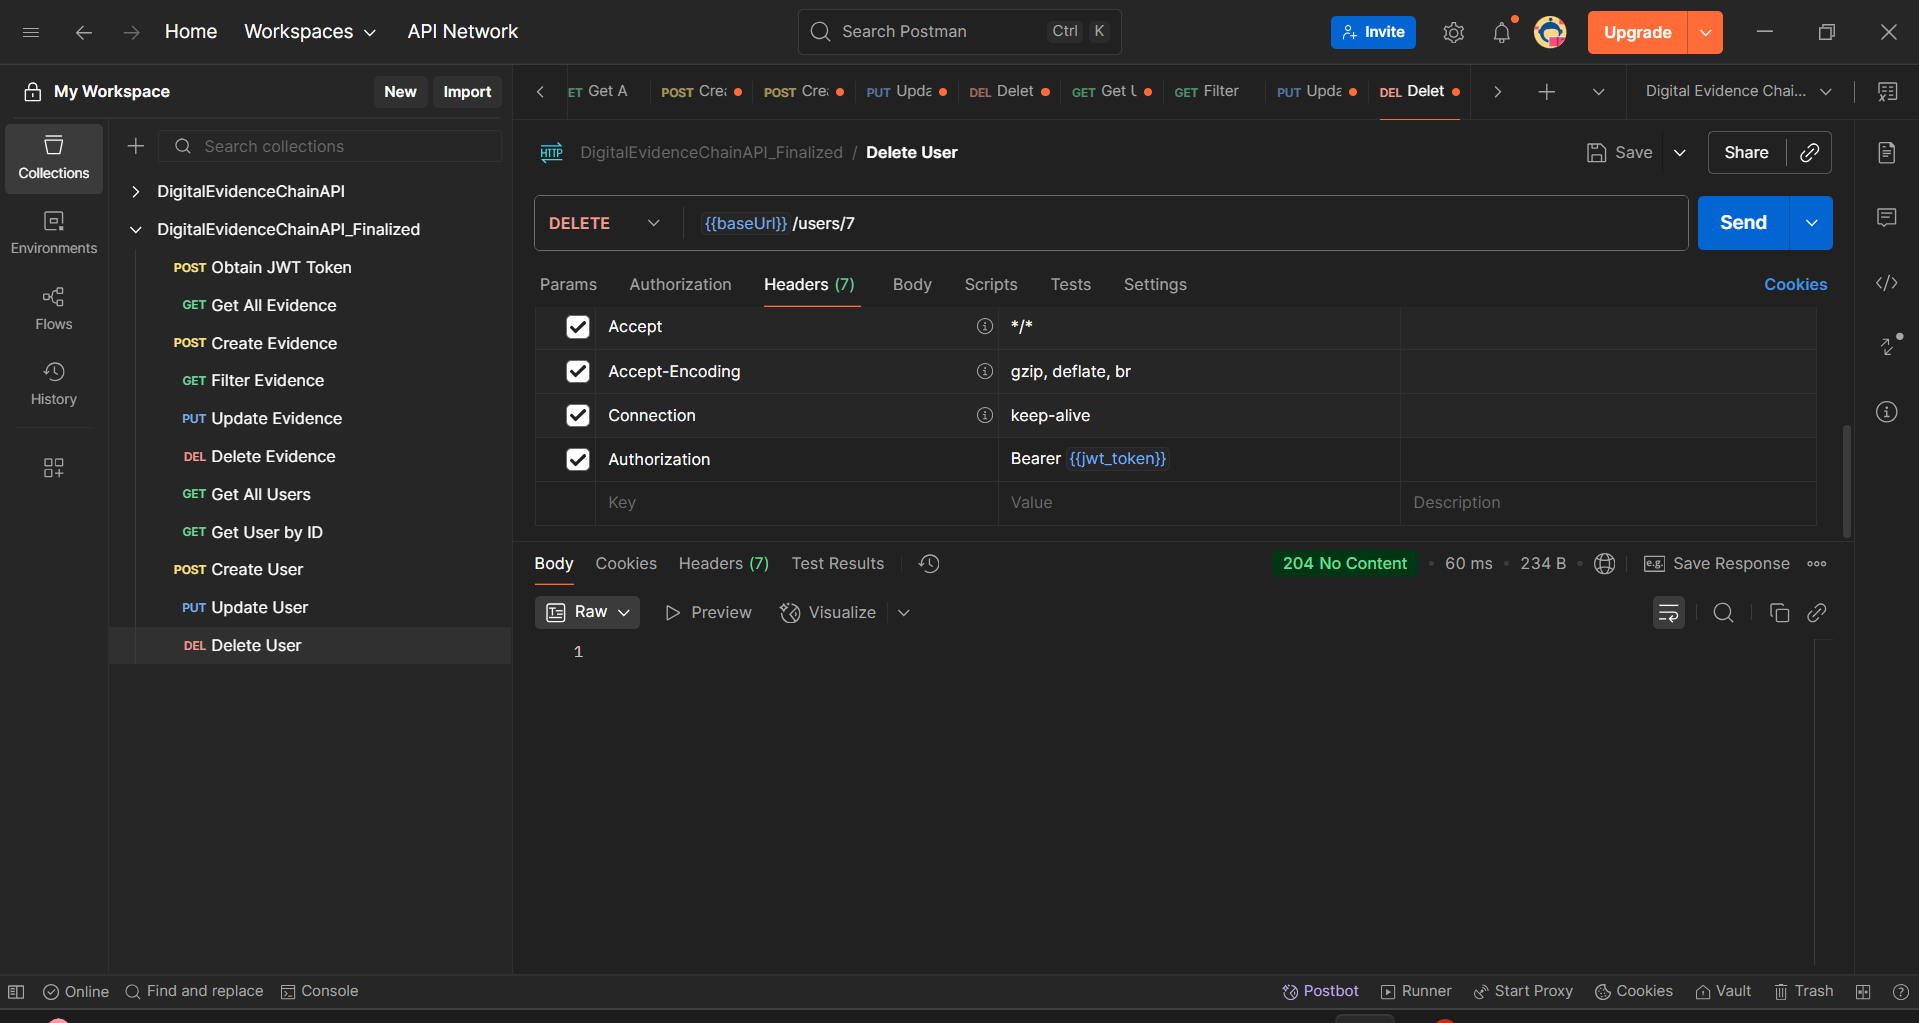 Home Workspaces API Network
Search Postman Ctrl K
Invite Upgrade
My Workspace New Import
ET Get A POST Cre POST Cre PUT Upda DEL Delet GET Get U GET Filter PUT Upda DEL Delet
Digital Evidence Chai...
Collections
Environments
Flows
History
Search collections
DigitalEvidenceChainAPI
DigitalEvidenceChainAPI_Finalized
POST Obtain JWT Token
GET Get All Evidence
POST Create Evidence
GET Filter Evidence
PUT Update Evidence
DEL Delete Evidence
GET Get All Users
GET Get User by ID
POST Create User
PUT Update User
DEL Delete User
HTTP DigitalEvidenceChainAPI_Finalized / Delete User
Save Share
DELETE {{baseUrl}} /users/7 Send
Params Authorization Headers (7) Body Scripts Tests Settings Cookies
Accept */*
Accept-Encoding gzip, deflate, br
Connection keep-alive
Authorization Bearer {{jwt_token}}
Key Value Description
Body Cookies Headers (7) Test Results
204 No Content 60 ms 234 B e.g. Save Response
Raw Preview Visualize
1
Online Find and replace Console
Postbot Runner Start Proxy Cookies Vault Trash